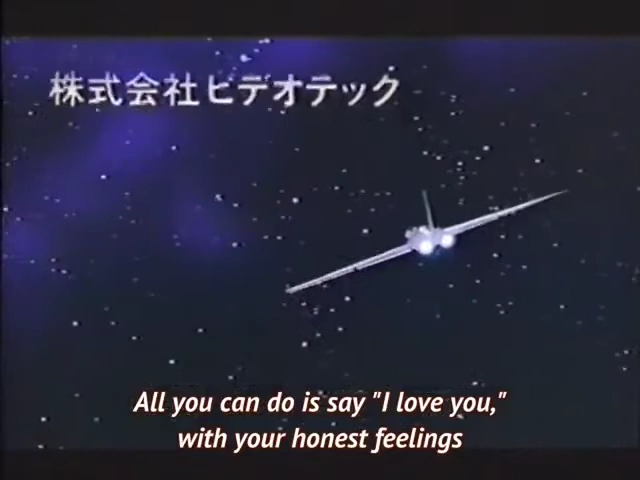 株式会社ビデオテック
All you can do is say "I love you,"
with your honest feelings